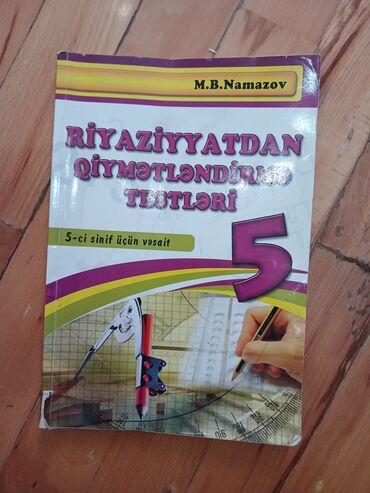 M.B.Namazov
RİYAZİYYATDAN
QİYMƏTLƏNDİRMƏ
TESTLƏRİ
5-ci sinif üçün vəsait
5